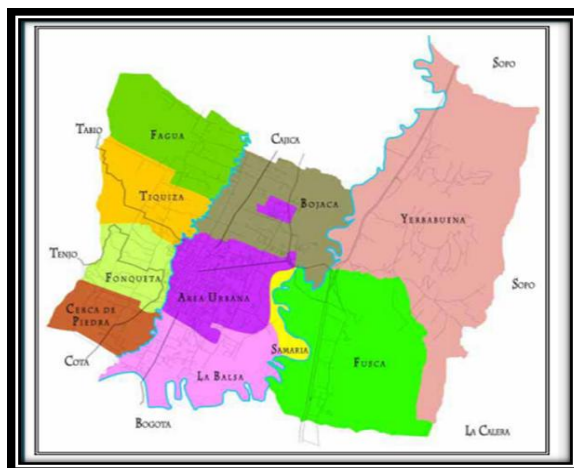 Sopo
Tabio
Fagua
Cajica
Tiquiza
Bojaca
Yerbabuena
Tenjo
Fonqueta
Sopo
Area Urbana
Cerca de
Piedra
Samaria
Cota
La Balsa
Fusca
Bogota
La Calera